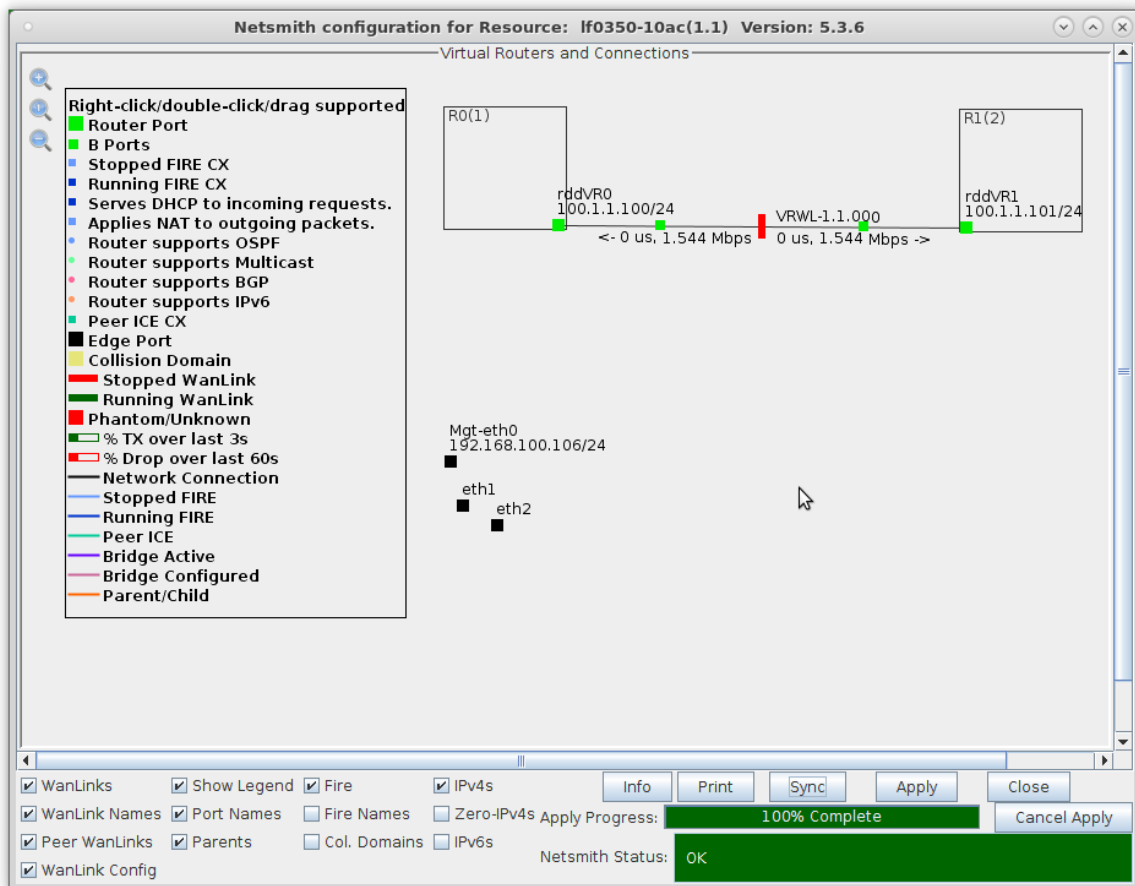 Netsmith configuration for Resource:  lf0350-10ac(1.1)  Version: 5.3.6
Virtual Routers and Connections
Right-click/double-click/drag supported
Router Port
B Ports
Stopped FIRE CX
Running FIRE CX
Serves DHCP to incoming requests.
Applies NAT to outgoing packets.
Router supports OSPF
Router supports Multicast
Router supports BGP
Router supports IPv6
Peer ICE CX
Edge Port
Collision Domain
Stopped WanLink
Running WanLink
Phantom/Unknown
% TX over last 3s
% Drop over last 60s
Network Connection
Stopped FIRE
Running FIRE
Peer ICE
Bridge Active
Bridge Configured
Parent/Child
R0(1)
rddVR0
100.1.1.100/24
<- 0 us, 1.544 Mbps
VRWL-1.1.000
0 us, 1.544 Mbps ->
R1(2)
rddVR1
100.1.1.101/24
Mgt-eth0
192.168.100.106/24
eth1
eth2
WanLinks Show Legend Fire IPv4s Info Print Sync Apply Close
WanLink Names Port Names Fire Names Zero-IPv4s Apply Progress: 100% Complete Cancel Apply
Peer WanLinks Parents Col. Domains IPv6s Netsmith Status: OK
WanLink Config